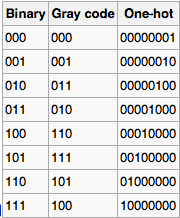 Binary Gray code One-hot
000 000 00000001
001 001 00000010
010 011 00000100
011 010 00001000
100 110 00010000
101 111 00100000
110 101 01000000
111 100 10000000